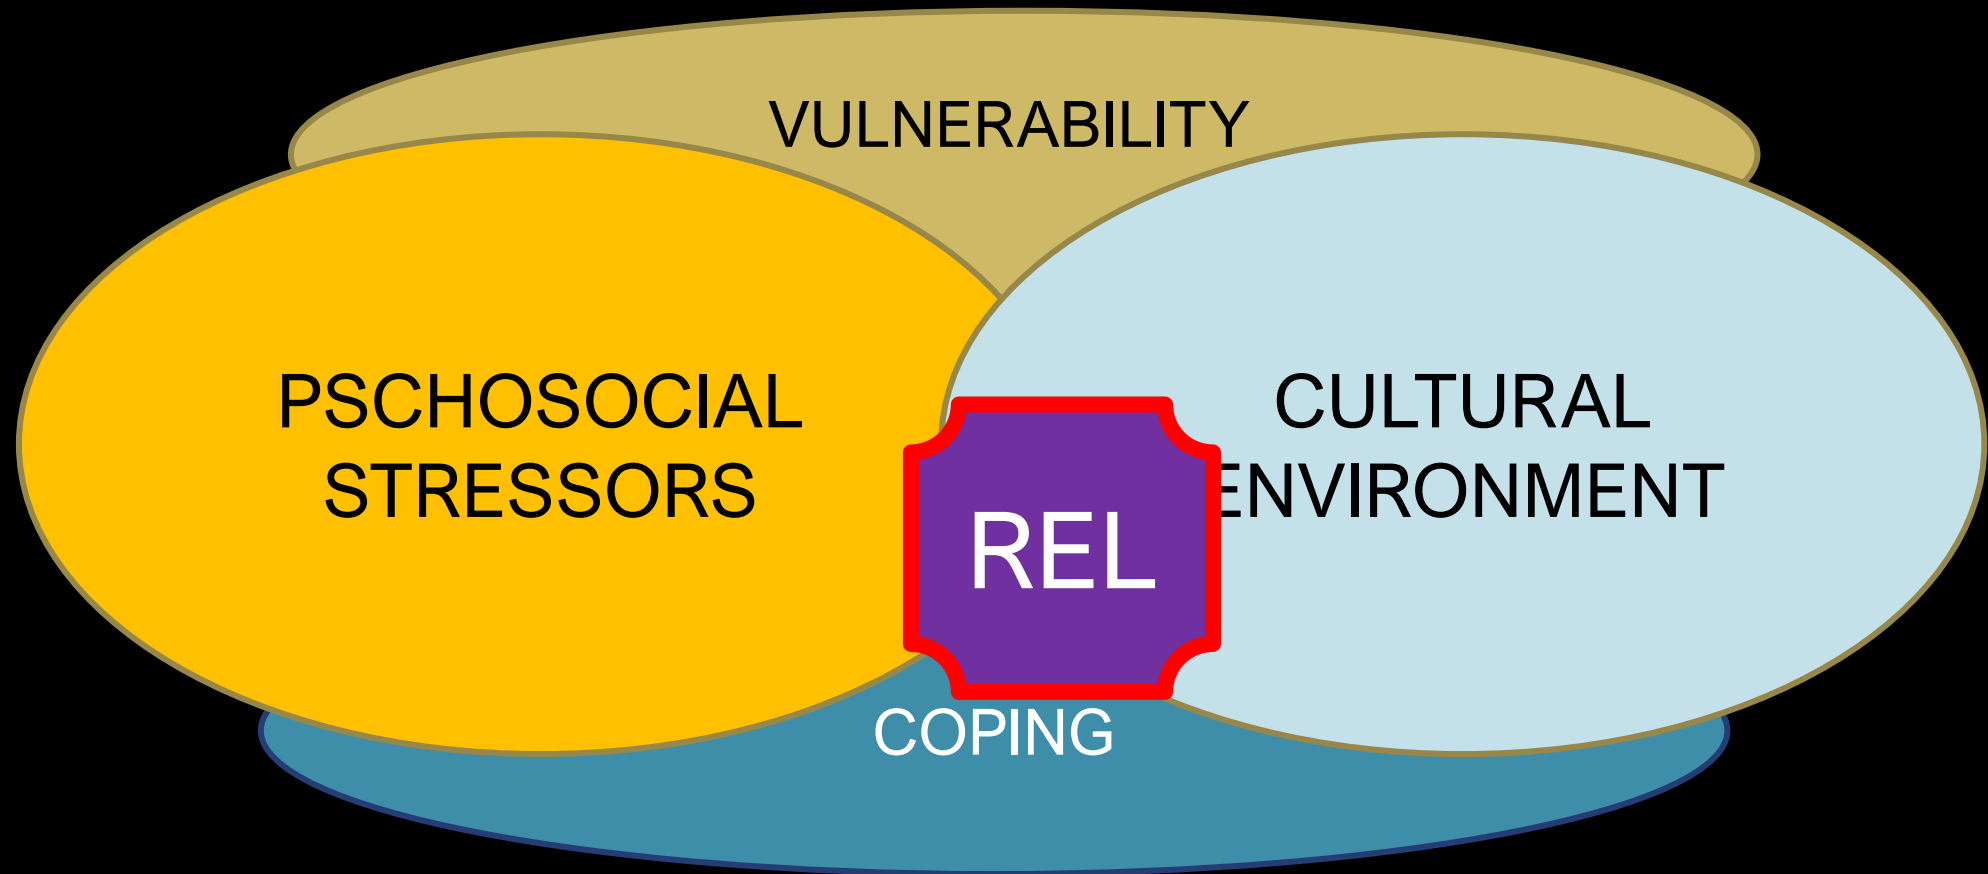 VULNERABILITY
PSCHOSOCIAL
STRESSORS
CULTURAL
ENVIRONMENT
REL
COPING